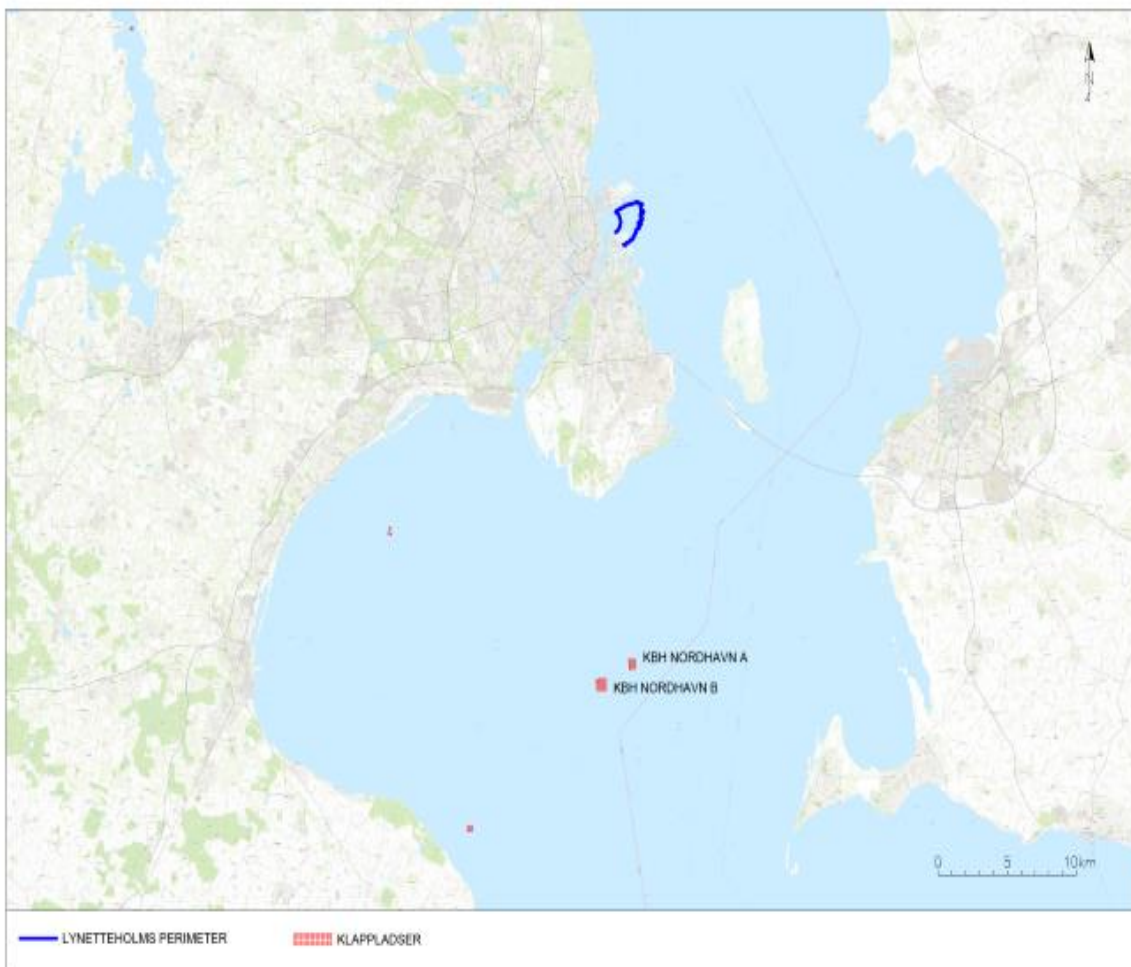 KBH NORDHAVN A
KBH NORDHAVN B
0 5 10km
LYNETTEHOLMS PERIMETER
KLAPPLADSER